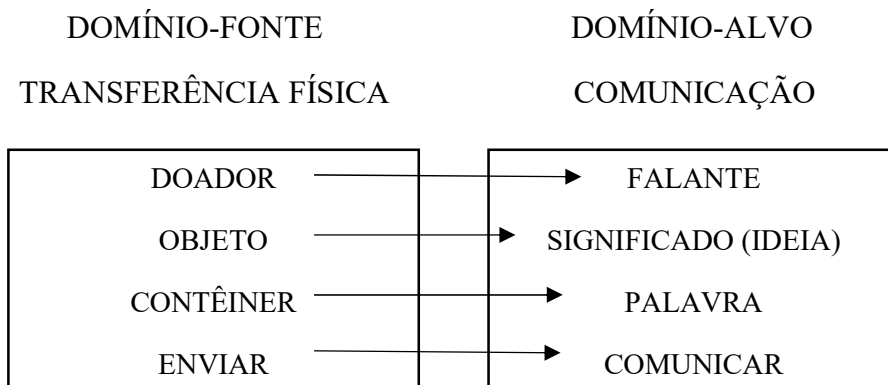 DOMÍNIO-FONTE DOMÍNIO-ALVO
TRANSFERÊNCIA FÍSICA COMUNICAÇÃO
DOADOR FALANTE
OBJETO SIGNIFICADO (IDEIA)
CONTÊINER PALAVRA
ENVIAR COMUNICAR